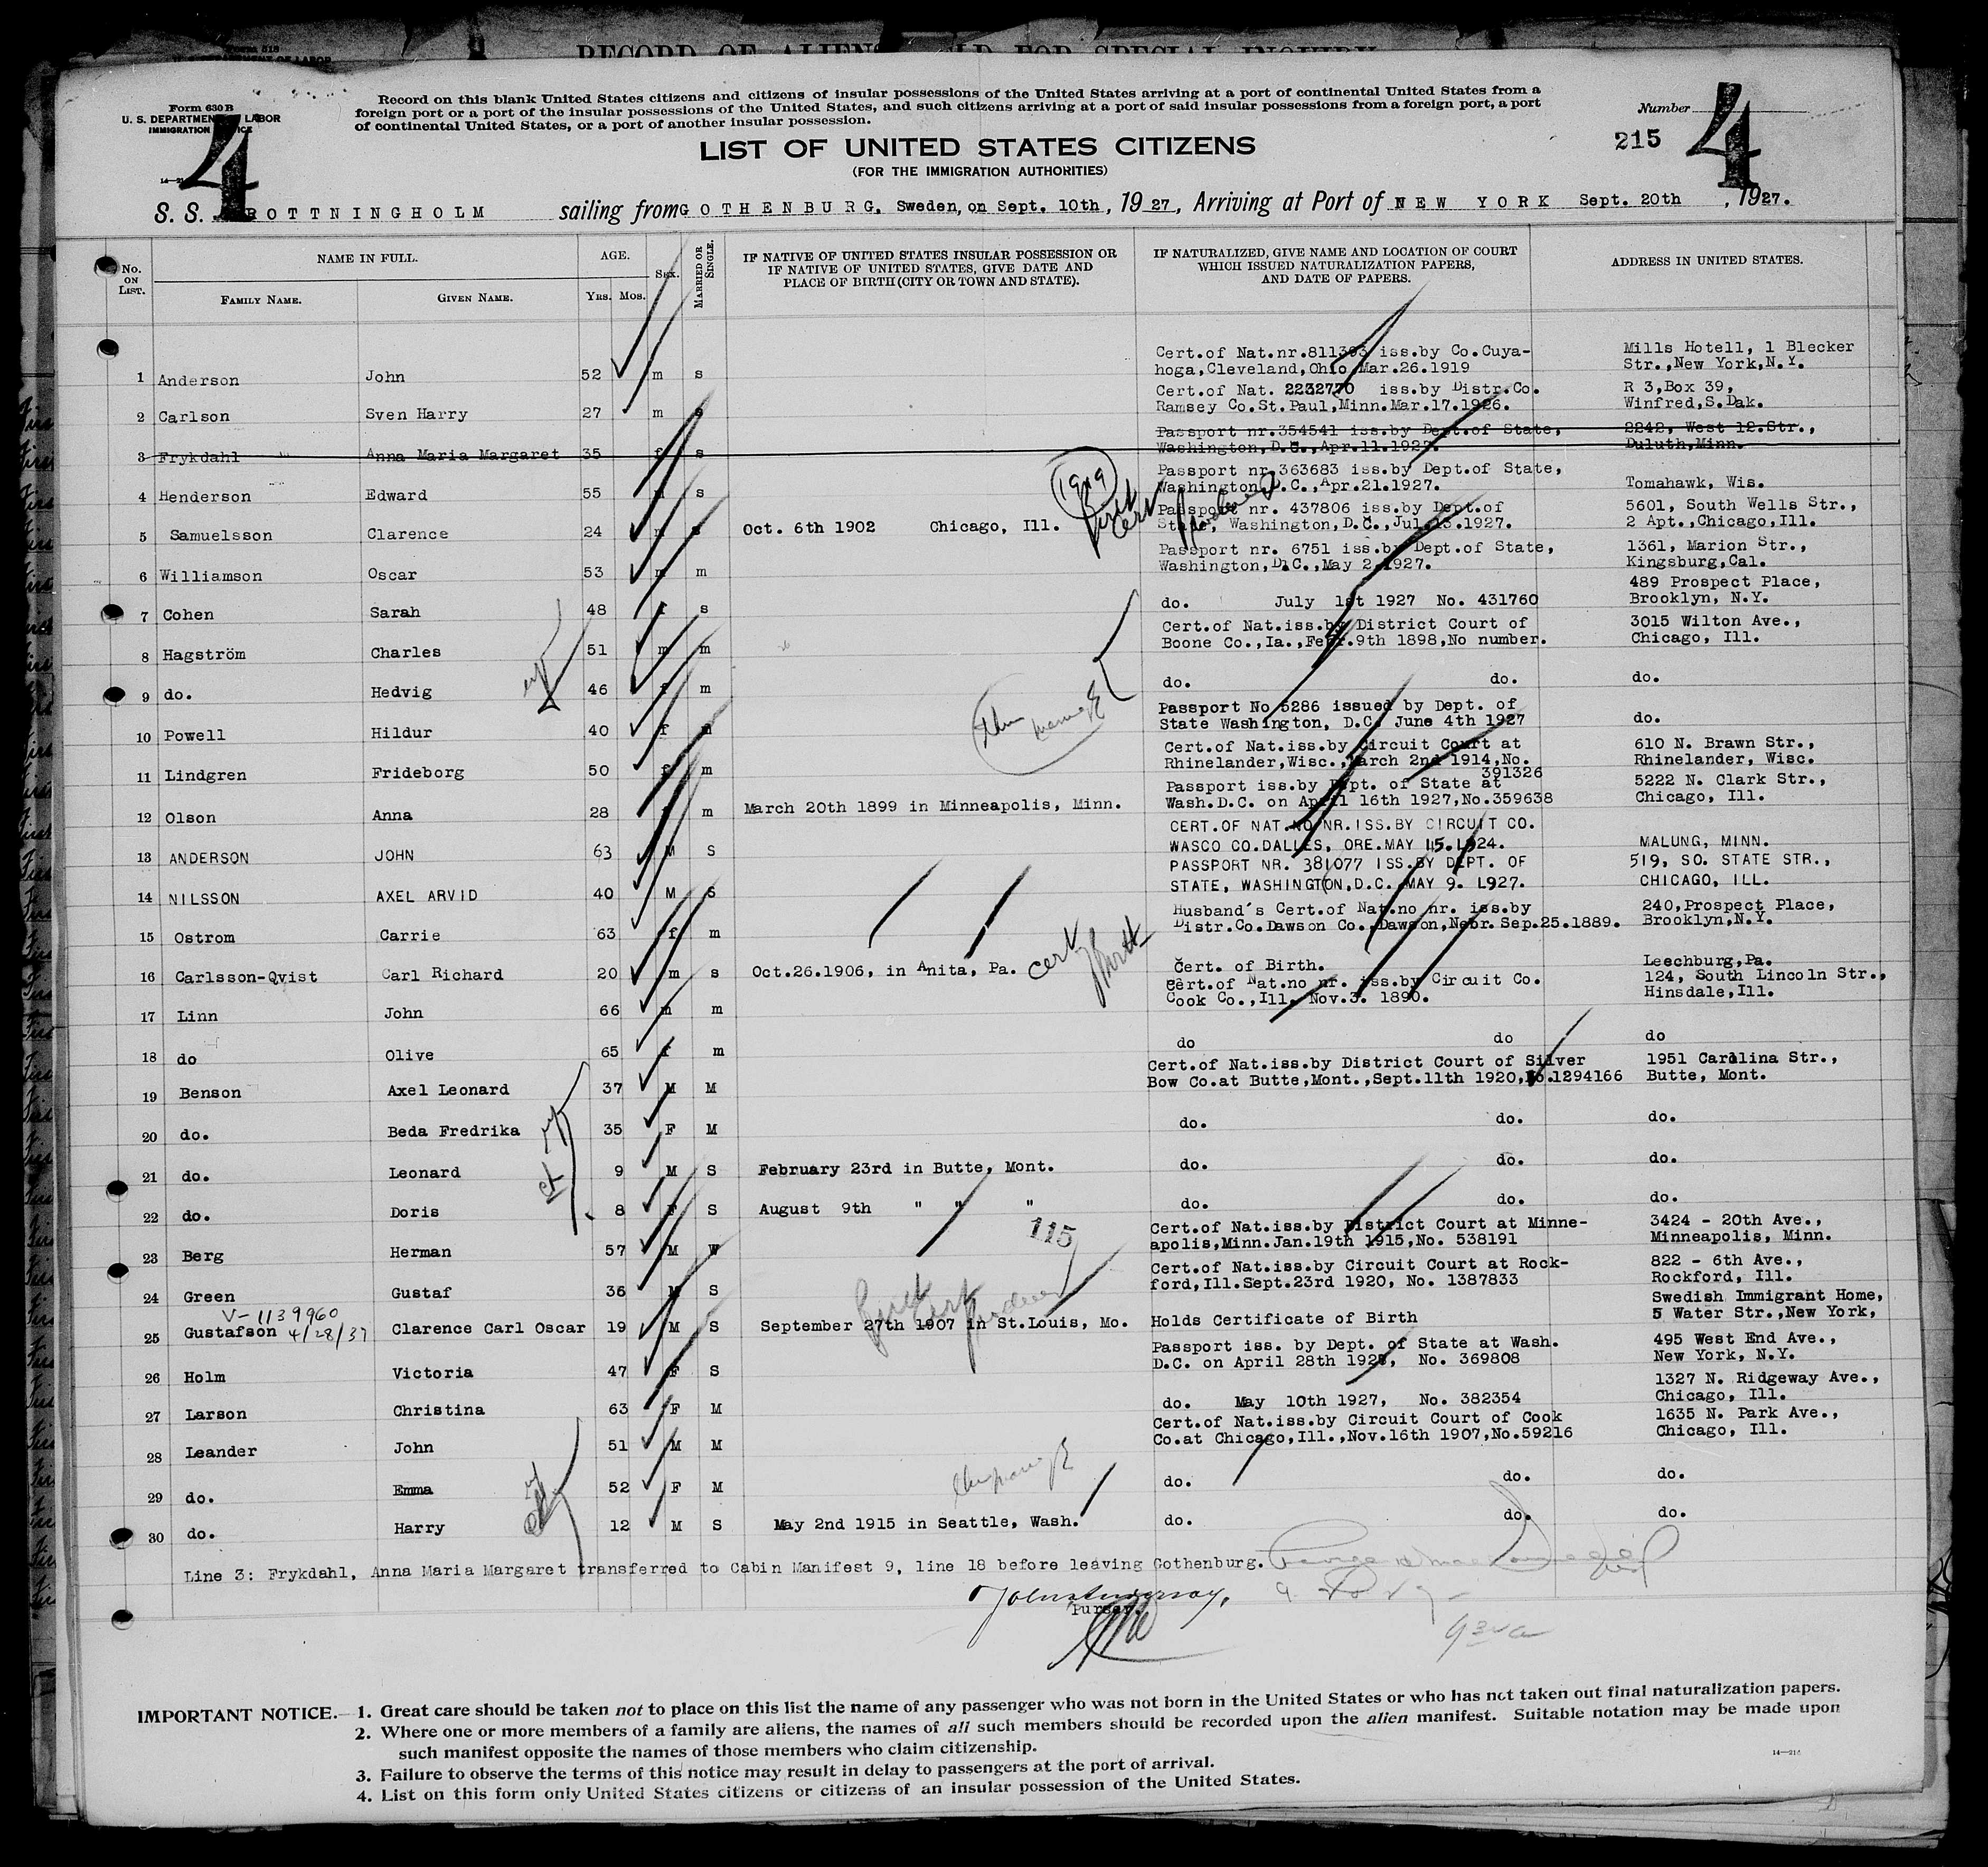 RECORD OF ALIENS HELD FOR SPECIAL INQUIRY
Form 630 B
U. S. DEPARTMENT OF LABOR
IMMIGRATION SERVICE
4
Record on this blank United States citizens and citizens of insular possessions of the United States arriving at a port of continental United States from a
foreign port or a port of the insular possessions of the United States, and such citizens arriving at a port of said insular possessions from a foreign port, a port
of continental United States, or a port of another insular possession.
Number
215
4
LIST OF UNITED STATES CITIZENS
(FOR THE IMMIGRATION AUTHORITIES)
S. S. DROTTNINGHOLM sailing from GOTHENBURG, Sweden, on Sept. 10th, 1927, Arriving at Port of NEW YORK Sept. 20th, 1927.
No. ON LIST. NAME IN FULL. FAMILY NAME. GIVEN NAME. AGE. YRS. MOS. SEX. MARRIED OR SINGLE.
IF NATIVE OF UNITED STATES INSULAR POSSESSION OR
IF NATIVE OF UNITED STATES, GIVE DATE AND
PLACE OF BIRTH (CITY OR TOWN AND STATE).
IF NATURALIZED, GIVE NAME AND LOCATION OF COURT
WHICH ISSUED NATURALIZATION PAPERS,
AND DATE OF PAPERS.
ADDRESS IN UNITED STATES.
Cert.of Nat.nr.811393 iss.by Co.Cuya- Mills Hotell, 1 Blecker
1 Anderson John 52 m s hoga,Cleveland,Ohio,Mar.26.1919 Str.,New York,N.Y.
Cert.of Nat. 2232770 iss.by Distr.Co. R 3,Box 39,
2 Carlson Sven Harry 27 m s Ramsey Co.St.Paul,Minn.Mar.17.1926. Winfred,S.Dak.
Passport nr.354541 iss.by Dept.of State, 2242, West 12.Str.,
3 Frykdahl Anna Maria Margaret 35 f s Washington,D.C.,Apr.11.1927. Duluth,Minn.
Passport nr.363683 iss.by Dept.of State,
4 Henderson Edward 55 m s Washington,D.C.,Apr.21.1927. Tomahawk, Wis.
Passport nr. 437806 iss.by Dept.of 5601, South Wells Str.,
5 Samuelsson Clarence 24 m s Oct. 6th 1902 Chicago, Ill. Birth Cert State, Washington,D.C.,Jul.13.1927. 2 Apt.,Chicago,Ill.
Passport nr. 6751 iss.by Dept.of State, 1361, Marion Str.,
6 Williamson Oscar 53 m m Washington,D.C.,May 2.1927. Kingsburg,Cal.
489 Prospect Place,
7 Cohen Sarah 48 f s do. July 1st 1927 No. 431760 Brooklyn, N.Y.
Cert.of Nat.iss.by District Court of 3015 Wilton Ave.,
8 Hagström Charles 51 m m Boone Co.,Ia.,Febr.9th 1898,No number. Chicago, Ill.
9 do. Hedvig 46 f m do. do. do.
Passport No 5286 issued by Dept. of
10 Powell Hildur 40 f m State Washington, D.C. June 4th 1927 do.
Cert.of Nat.iss.by Circuit Court at 610 N. Brawn Str.,
11 Lindgren Frideborg 50 f m Rhinelander,Wisc.,March 2nd 1914,No. 391326 Rhinelander, Wisc.
Passport iss.by Dept. of State at 5222 N. Clark Str.,
12 Olson Anna 28 f m March 20th 1899 in Minneapolis, Minn. Wash.D.C. on April 16th 1927,No.359638 Chicago, Ill.
CERT.OF NAT.NO NR.ISS.BY CIRCUIT CO.
13 ANDERSON JOHN 63 M S WASCO CO.DALLES, ORE.MAY 15.1924. MALUNG, MINN.
PASSPORT NR. 381077 ISS.BY DEPT. OF 519, SO. STATE STR.,
14 NILSSON AXEL ARVID 40 M S STATE, WASHINGTON,D.C. MAY 9. L927. CHICAGO, ILL.
Husband's Cert.of Nat.no nr. iss.by 240,Prospect Place,
15 Ostrom Carrie 63 f m Distr.Co.Dawson Co.,Dawson,Nebr.Sep.25.1889. Brooklyn,N.Y.
16 Carlsson-Qvist Carl Richard 20 m s Oct.26.1906, in Anita, Pa. Cert Birth Cert. of Birth. Leechburg,Pa.
Cert.of Nat.no nr. iss.by Circuit Co. 124, South Lincoln Str.,
17 Linn John 66 m m Cook Co.,Ill. Nov.3. 1890. Hinsdale,Ill.
18 do Olive 65 f m do do do
Cert.of Nat.iss.by District Court of Silver 1951 Carolina Str.,
19 Benson Axel Leonard 37 M M Bow Co.at Butte,Mont.,Sept.11th 1920,No.1294166 Butte, Mont.
20 do. Beda Fredrika 35 F M do. do. do.
21 do. Leonard 9 M S February 23rd in Butte, Mont. do. do. do.
22 do. Doris 8 F S August 9th " " " do. do. do.
115
Cert.of Nat.iss.by District Court at Minne- 3424 - 20th Ave.,
23 Berg Herman 57 M W apolis,Minn.Jan.19th 1915,No. 538191 Minneapolis, Minn.
Cert.of Nat.iss.by Circuit Court at Rock- 822 - 6th Ave.,
24 Green Gustaf 36 M S ford,Ill.Sept.23rd 1920, No. 1387833 Rockford, Ill.
V-1139960 Birth Cert Swedish Immigrant Home,
25 Gustafson 4/28/37 Clarence Carl Oscar 19 M S September 27th 1907 in St.Louis, Mo. Holds Certificate of Birth 5 Water Str.,New York,
Passport iss. by Dept. of State at Wash. 495 West End Ave.,
26 Holm Victoria 47 F S D.C. on April 28th 1927, No. 369808 New York, N.Y.
1327 N. Ridgeway Ave.,
27 Larson Christina 63 F M do. May 10th 1927, No. 382354 Chicago, Ill.
Cert.of Nat.iss.by Circuit Court of Cook 1635 N. Park Ave.,
28 Leander John 51 M M Co.at Chicago,Ill.,Nov.16th 1907,No.59216 Chicago, Ill.
29 do. Emma 52 F M do. do. do.
30 do. Harry 12 M S May 2nd 1915 in Seattle, Wash. do. do. do.
Line 3: Frykdahl, Anna Maria Margaret transferred to Cabin Manifest 9, line 18 before leaving Gothenburg.
Purser.
IMPORTANT NOTICE.—1. Great care should be taken not to place on this list the name of any passenger who was not born in the United States or who has not taken out final naturalization papers.
2. Where one or more members of a family are aliens, the names of all such members should be recorded upon the alien manifest. Suitable notation may be made upon
such manifest opposite the names of those members who claim citizenship.
3. Failure to observe the terms of this notice may result in delay to passengers at the port of arrival.
4. List on this form only United States citizens or citizens of an insular possession of the United States.